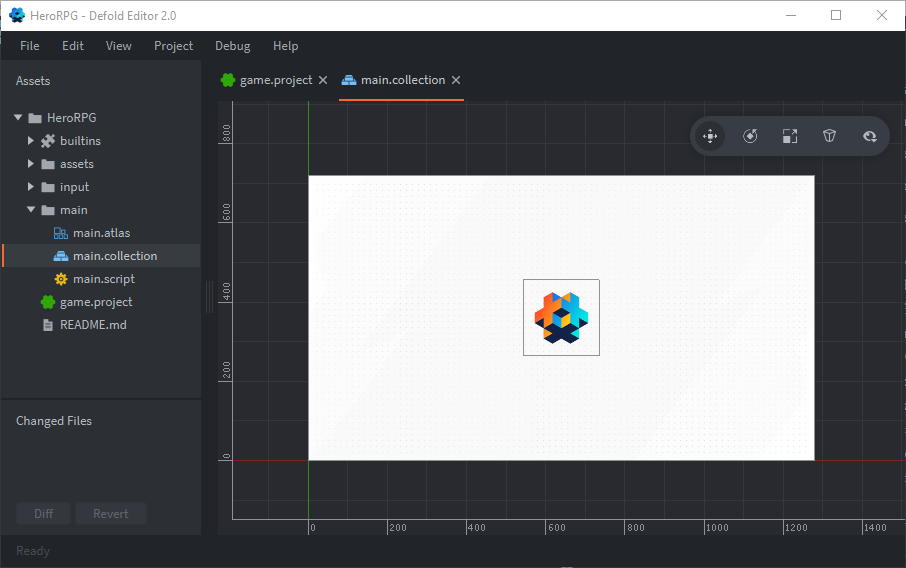 HeroRPG - Defold Editor 2.0
File Edit View Project Debug Help
Assets
game.project
main.collection
HeroRPG
builtins
assets
input
main
main.atlas
main.collection
main.script
game.project
README.md
Changed Files
Diff Revert
Ready
800
600
400
200
0
0 200 400 600 800 1000 1200 1400